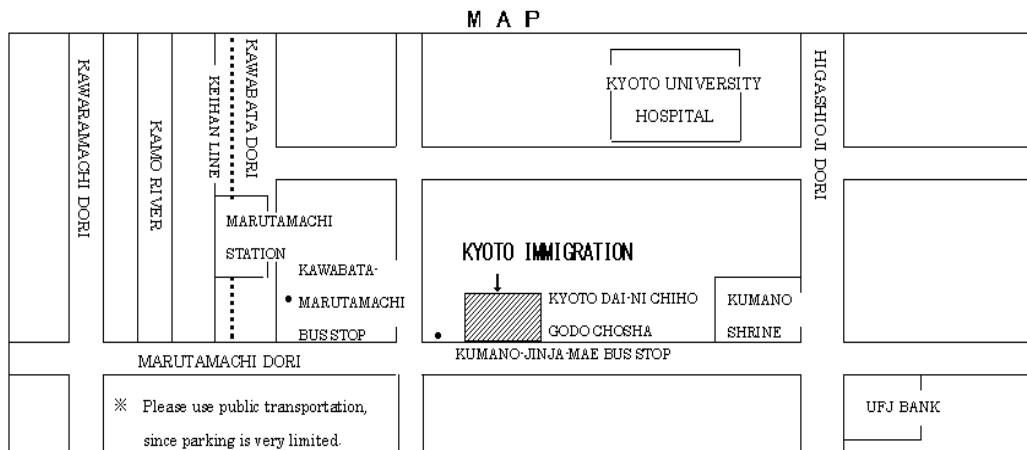 MAP
KAWARAMACHI DORI
KAMO RIVER
KEIHAN LINE
KAWABATA DORI
KYOTO UNIVERSITY
HOSPITAL
HIGASHIOJI DORI
MARUTAMACHI
STATION
KAWABATA-
MARUTAMACHI
BUS STOP
KYOTO IMMIGRATION
KYOTO DAI-NI CHIHO
GODO CHOSHA
KUMANO
SHRINE
KUMANO-JINJA-MAE BUS STOP
MARUTAMACHI DORI
※ Please use public transportation,
since parking is very limited.
UFJ BANK